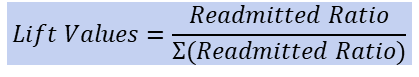 Lift Values = Readmitted Ratio / Σ(Readmitted Ratio)